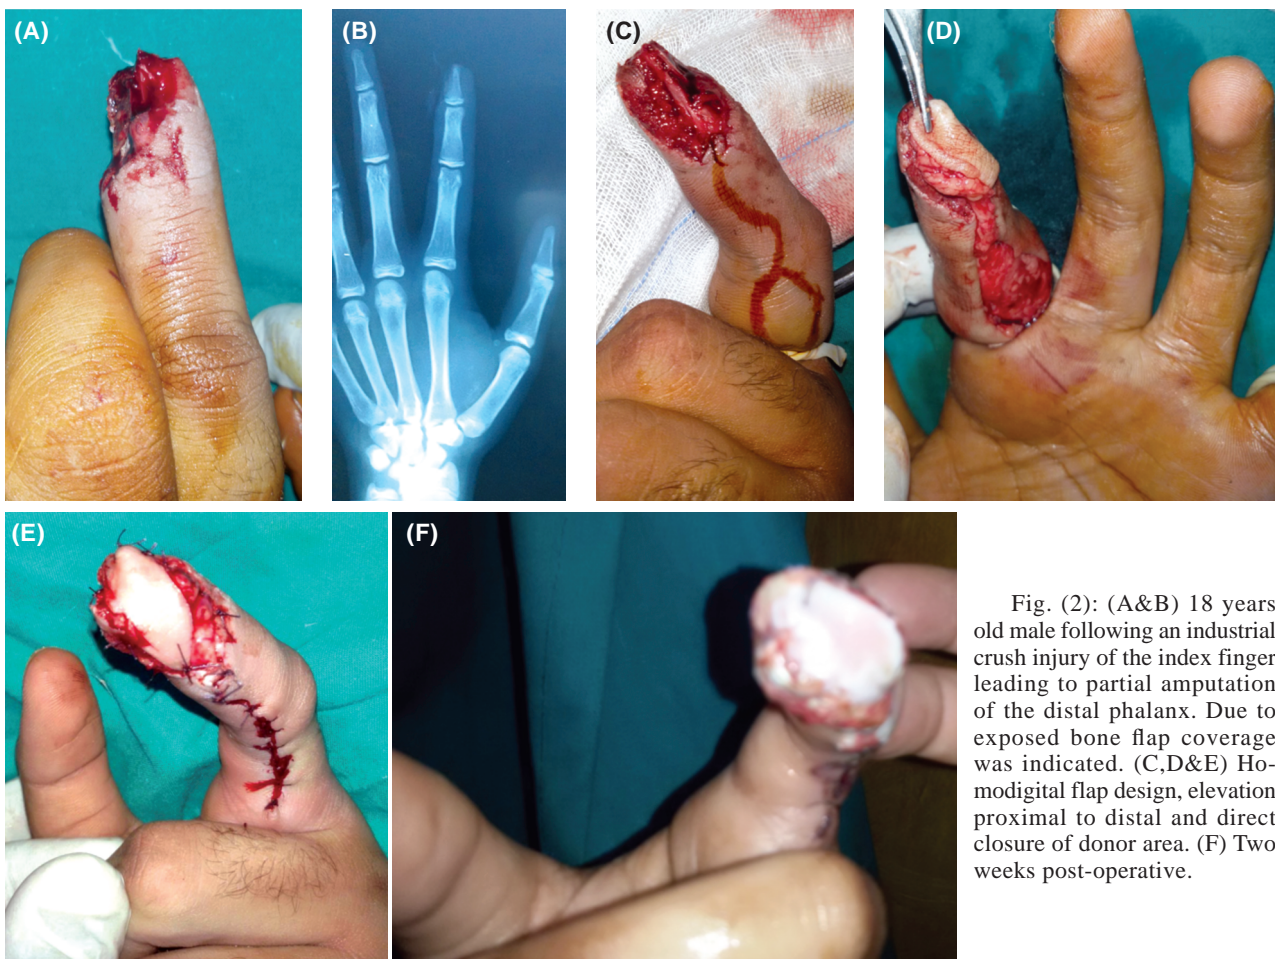 (A)
(B)
(C)
(D)
(E)
(F)
Fig. (2): (A&B) 18 years
old male following an industrial
crush injury of the index finger
leading to partial amputation
of the distal phalanx. Due to
exposed bone flap coverage
was indicated. (C,D&E) Ho-
modigital flap design, elevation
proximal to distal and direct
closure of donor area. (F) Two
weeks post-operative.